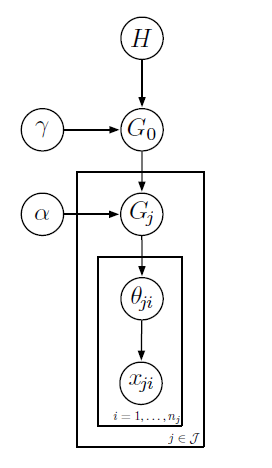 H
γ G₀
α Gⱼ
θⱼᵢ
xⱼᵢ
i = 1, . . . , nⱼ
j ∈ 𝒥